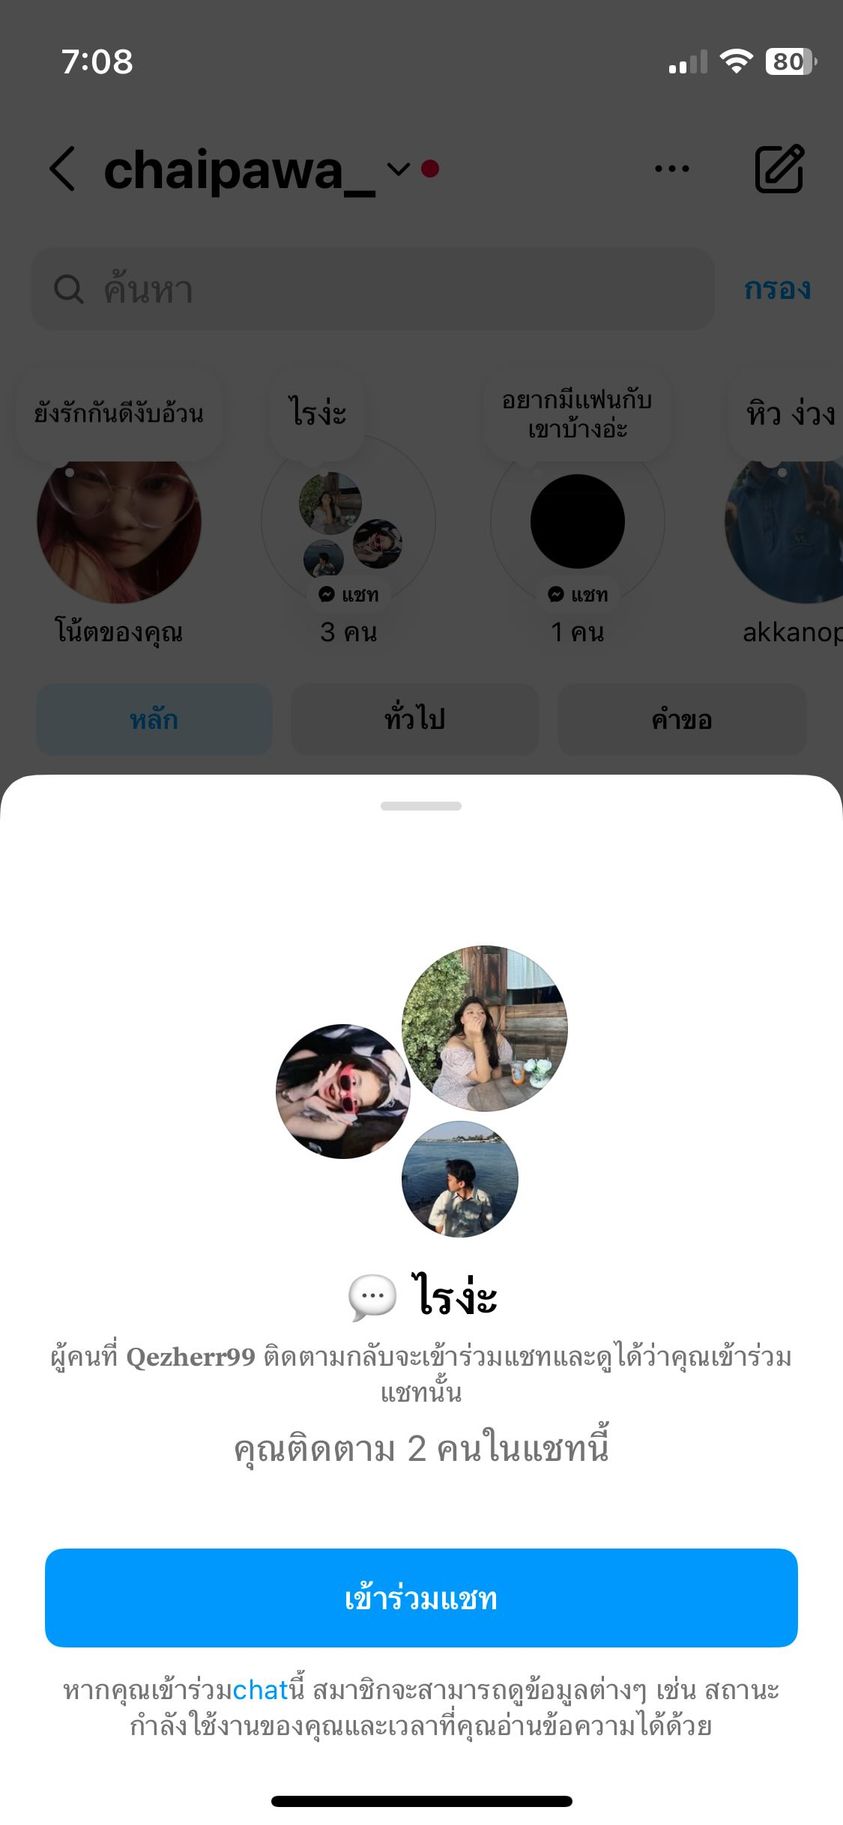 7:08
80
chaipawa_
ค้นหา
กรอง
ยังรักกันดีงับอ้วน
ไรง่ะ
อยากมีแฟนกับ
เขาบ้างอ่ะ
หิว ง่วง
แชท
แชท
โน้ตของคุณ
3 คน
1 คน
akkanop
หลัก
ทั่วไป
คำขอ
💬 ไรง่ะ
ผู้คนที่ Qezherr99 ติดตามกลับจะเข้าร่วมแชทและดูได้ว่าคุณเข้าร่วม
แชทนั้น
คุณติดตาม 2 คนในแชทนี้
เข้าร่วมแชท
หากคุณเข้าร่วมchatนี้ สมาชิกจะสามารถดูข้อมูลต่างๆ เช่น สถานะ
กำลังใช้งานของคุณและเวลาที่คุณอ่านข้อความได้ด้วย